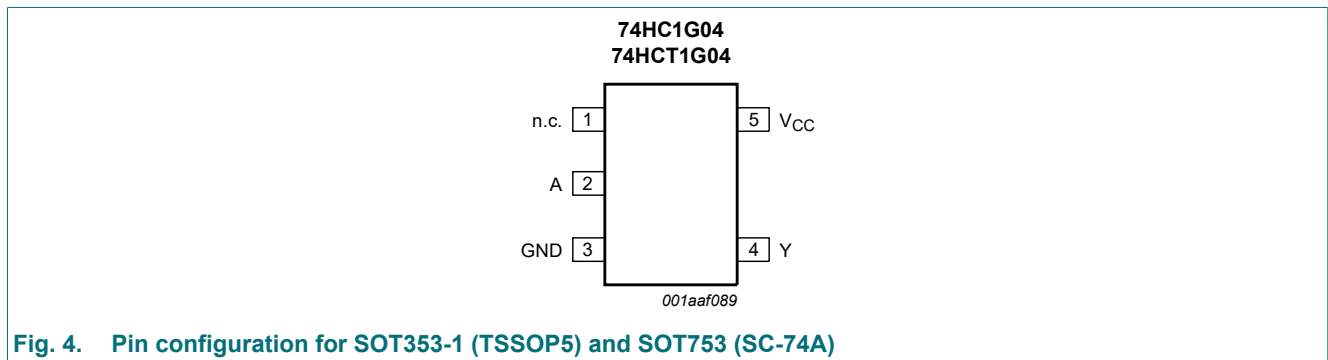 74HC1G04
74HCT1G04
n.c. 1
5 VCC
A 2
GND 3
4 Y
001aaf089
Fig. 4. Pin configuration for SOT353-1 (TSSOP5) and SOT753 (SC-74A)